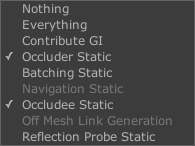 Nothing
Everything
Contribute GI
✓ Occluder Static
Batching Static
Navigation Static
✓ Occludee Static
Off Mesh Link Generation
Reflection Probe Static